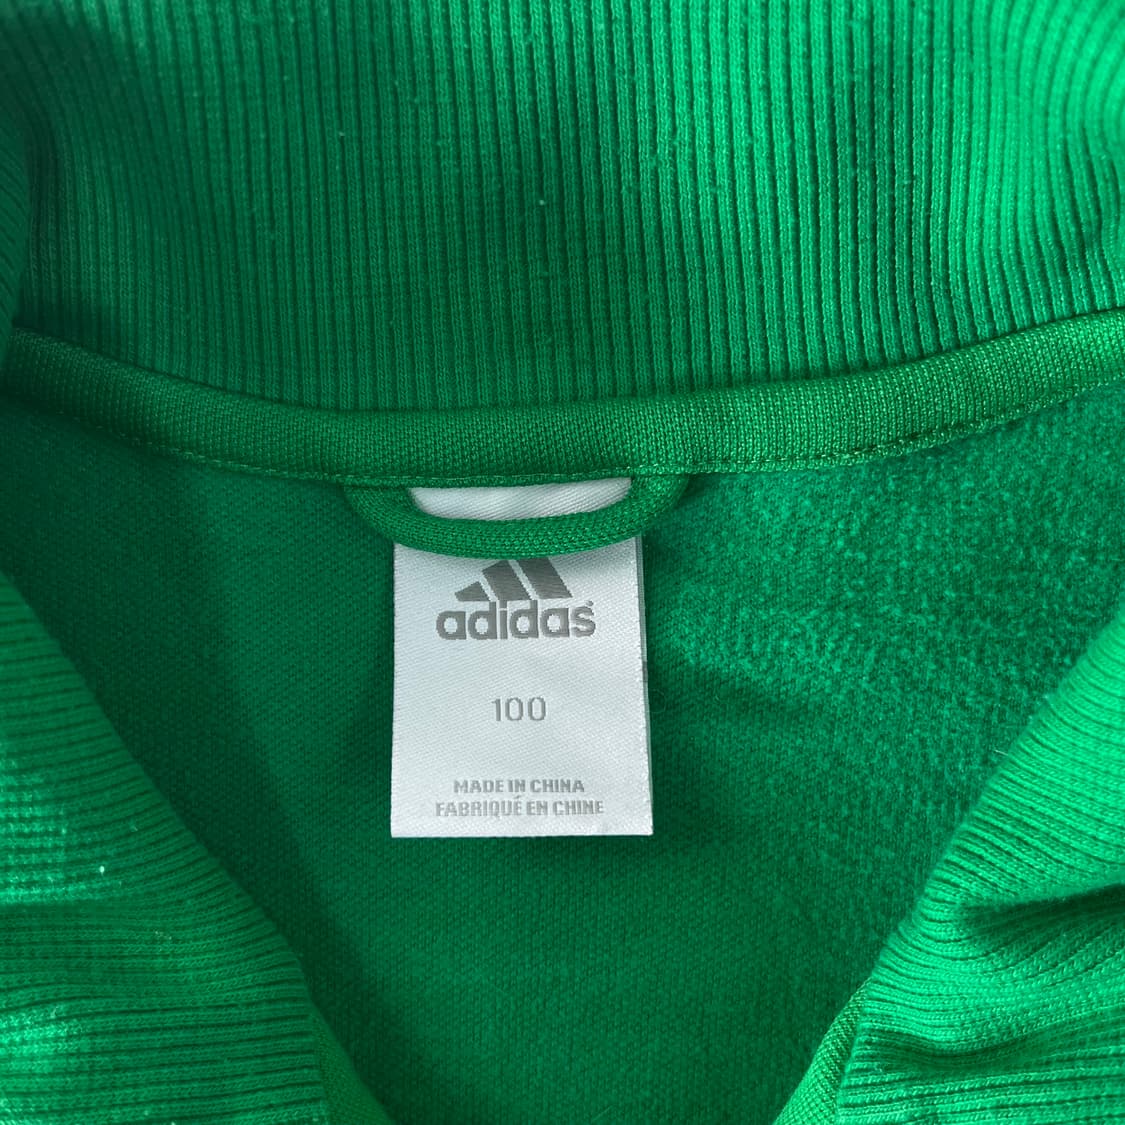 adidas
100
MADE IN CHINA
FABRIQUÉ EN CHINE